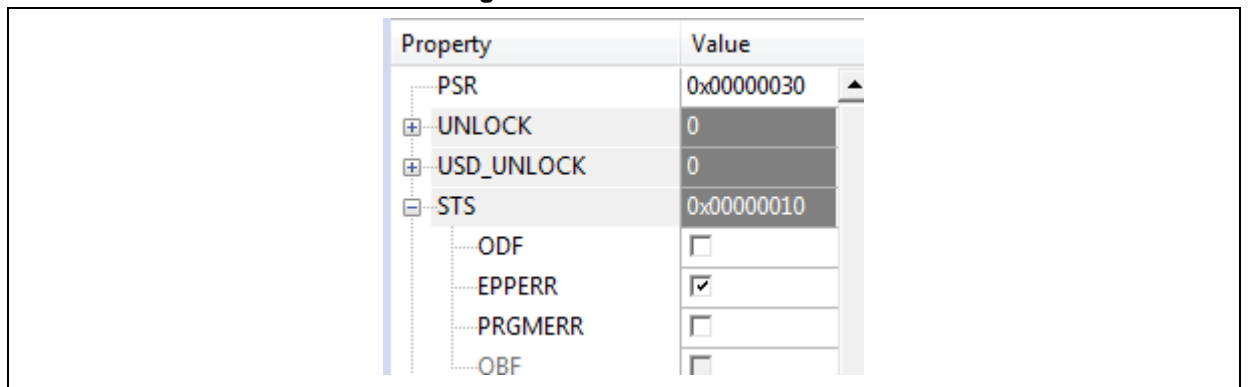 Property Value
PSR 0x00000030
UNLOCK 0
USD_UNLOCK 0
STS 0x00000010
ODF
EPPERR
PRGMERR
OBF